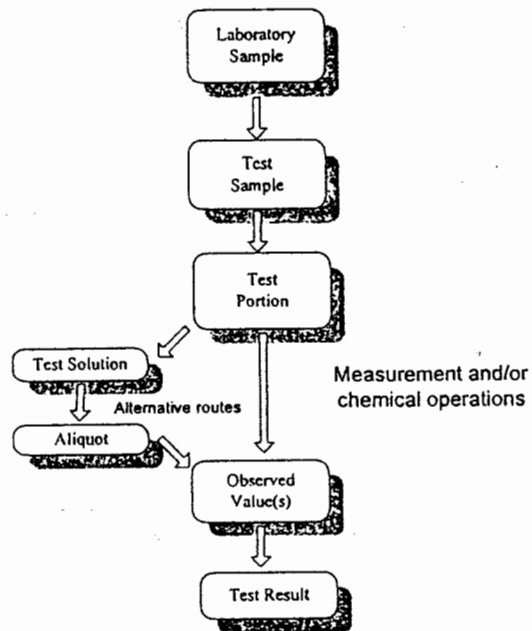 Laboratory
Sample
Test
Sample
Test
Portion
Test Solution
Alternative routes
Aliquot
Measurement and/or
chemical operations
Observed
Value(s)
Test Result